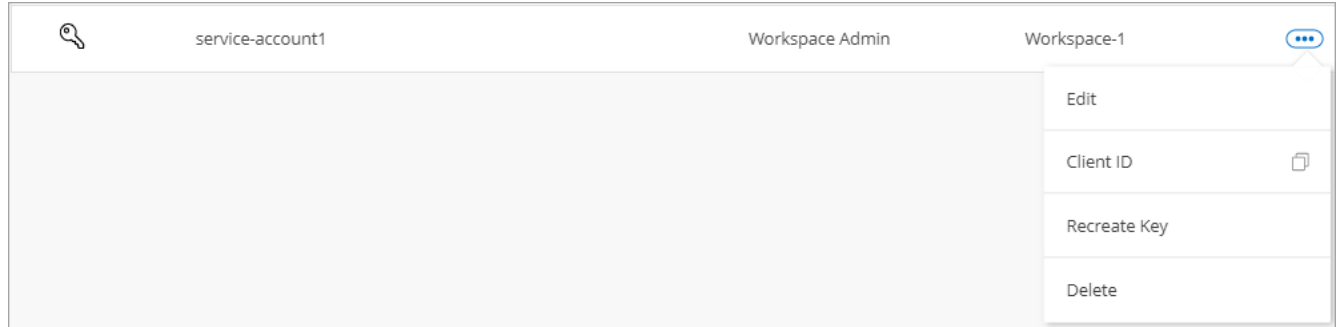 service-account1 Workspace Admin Workspace-1
Edit
Client ID
Recreate Key
Delete